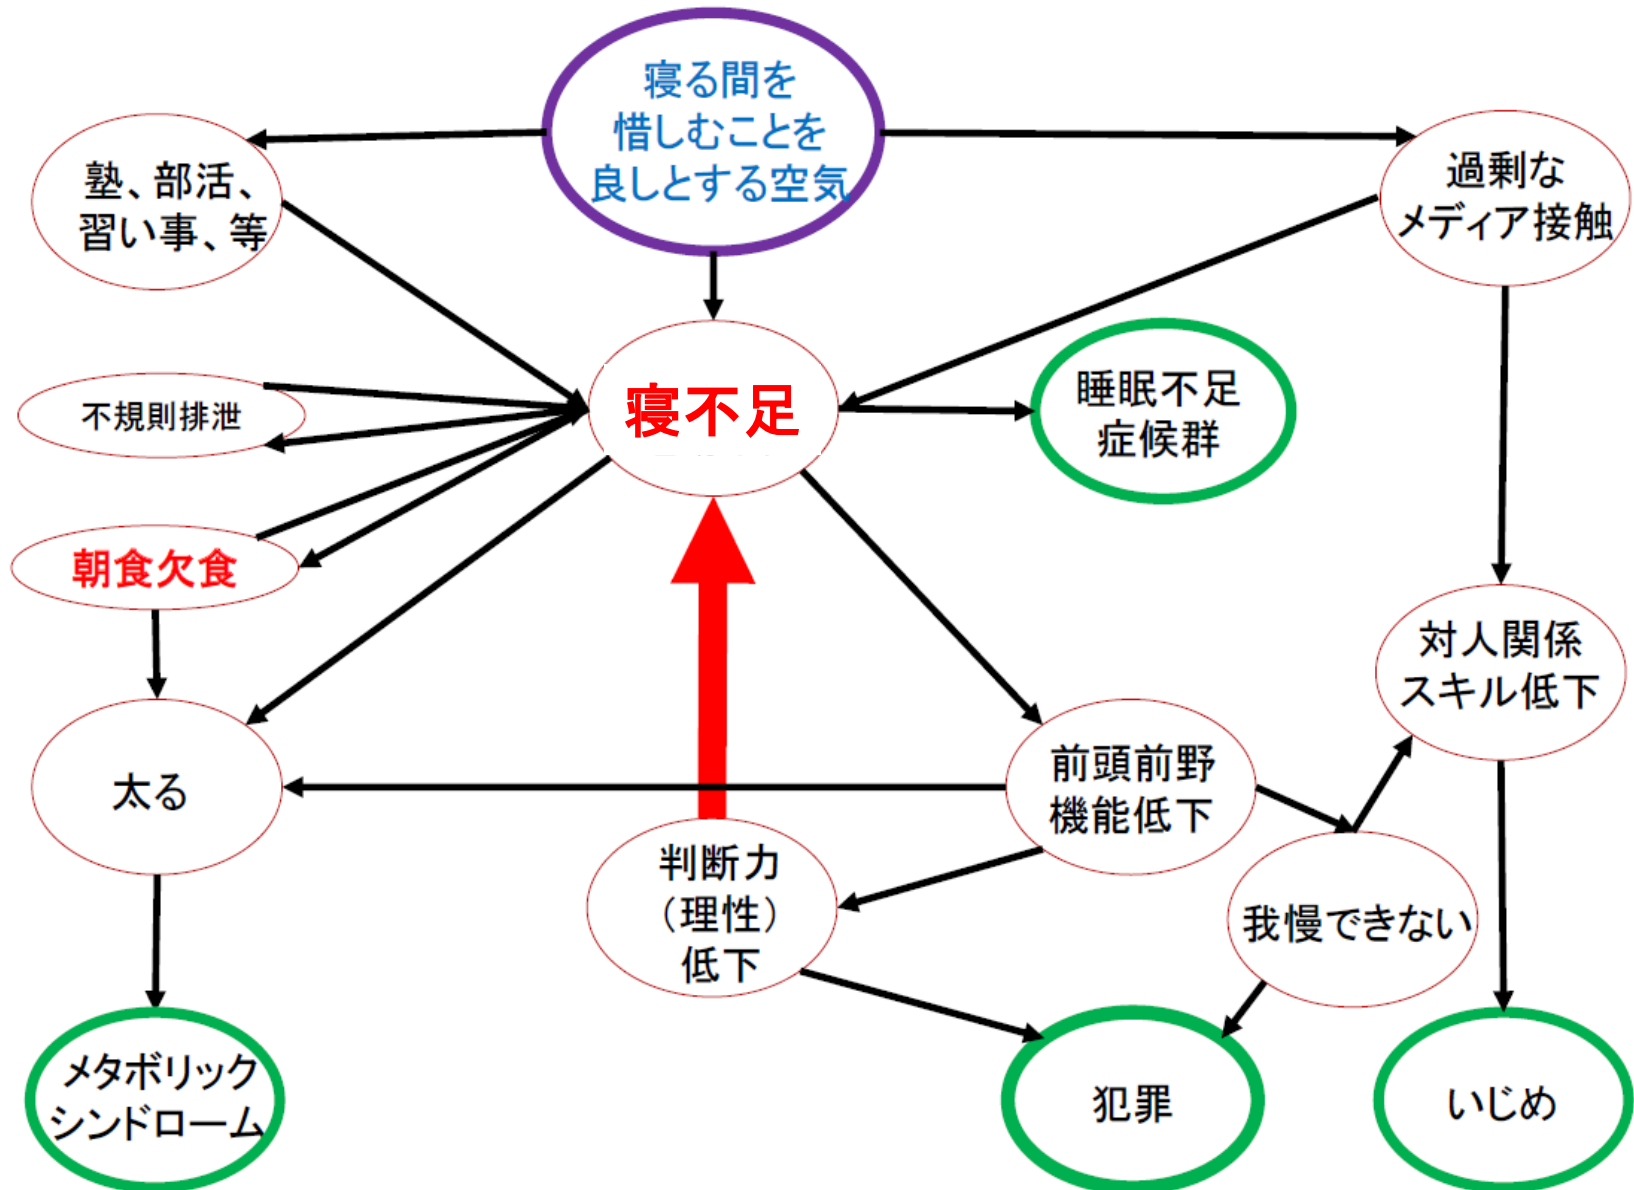 寝る間を
惜しむことを
良しとする空気
塾、部活、
習い事、等
過剰な
メディア接触
寝不足
睡眠不足
症候群
不規則排泄
朝食欠食
対人関係
スキル低下
太る
前頭前野
機能低下
判断力
（理性）
低下
我慢できない
メタボリック
シンドローム
犯罪
いじめ